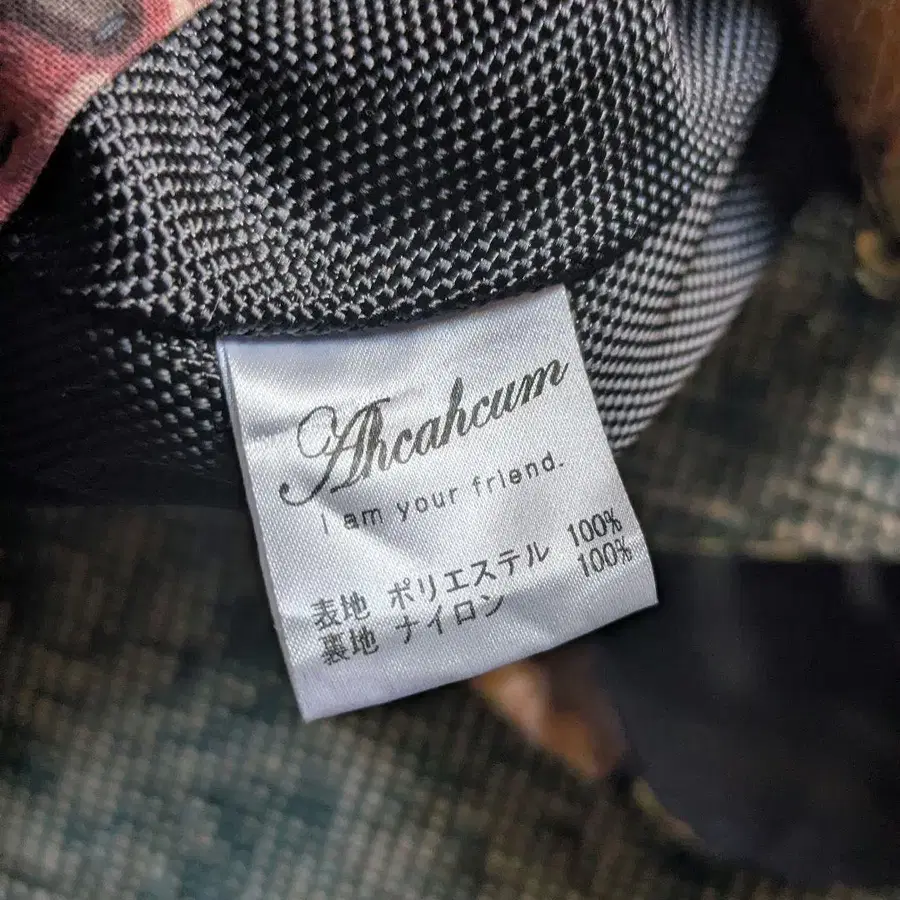 Ahcahcum
I am your friend.
表地 ポリエステル 100%
裏地 ナイロン 100%